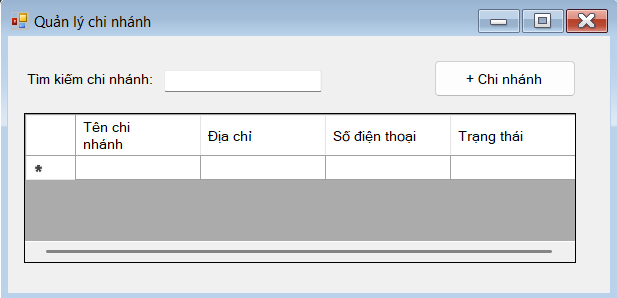 Quản lý chi nhánh
Tìm kiếm chi nhánh:
+ Chi nhánh
Tên chi
nhánh
Địa chỉ
Số điện thoại
Trạng thái
*